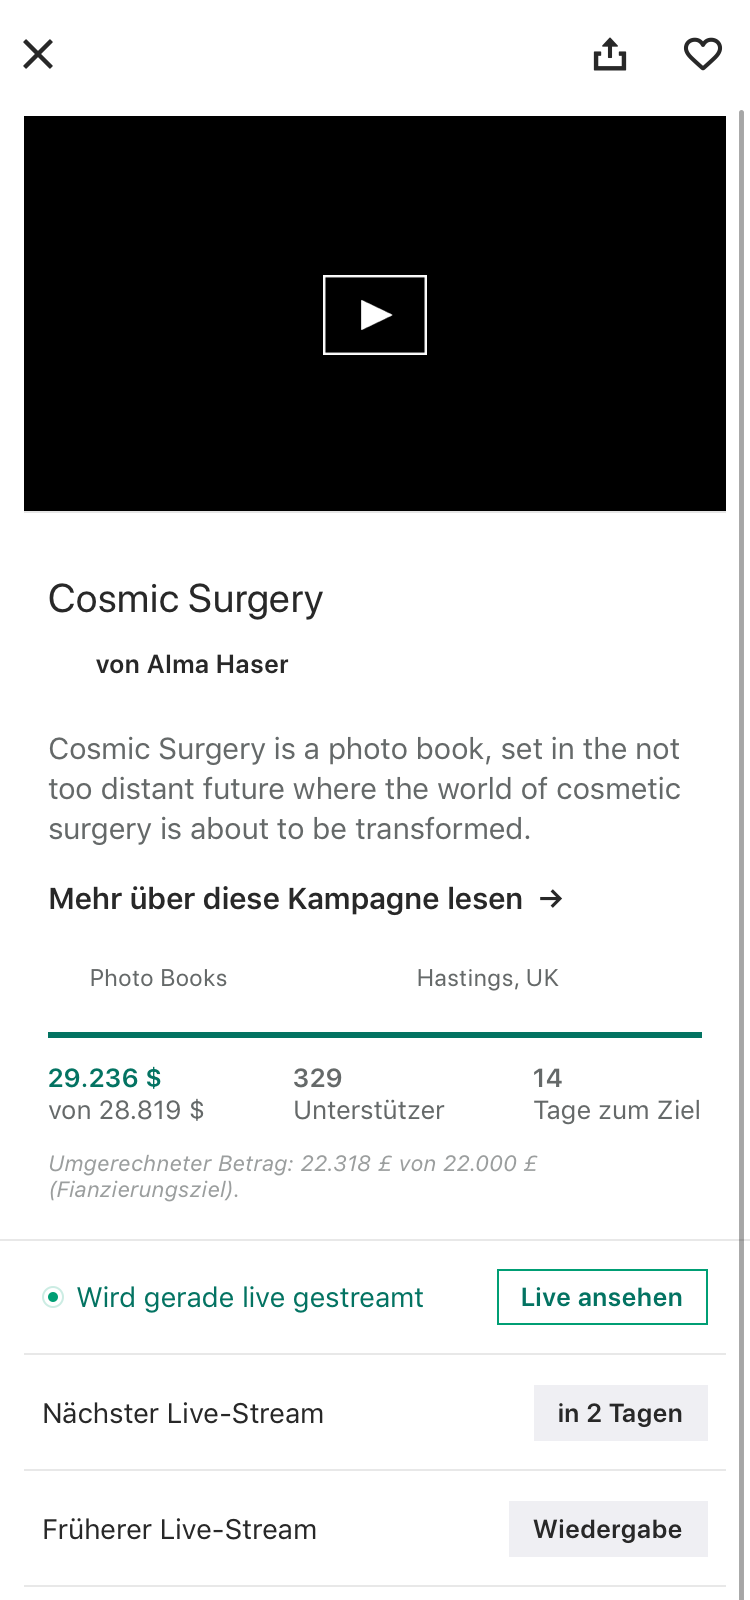 Cosmic Surgery
von Alma Haser
Cosmic Surgery is a photo book, set in the not
too distant future where the world of cosmetic
surgery is about to be transformed.
Mehr über diese Kampagne lesen →
Photo Books
Hastings, UK
29.236 $
von 28.819 $
329
Unterstützer
14
Tage zum Ziel
Umgerechneter Betrag: 22.318 £ von 22.000 £
(Fianzierungsziel).
Wird gerade live gestreamt
Live ansehen
Nächster Live-Stream
in 2 Tagen
Früherer Live-Stream
Wiedergabe